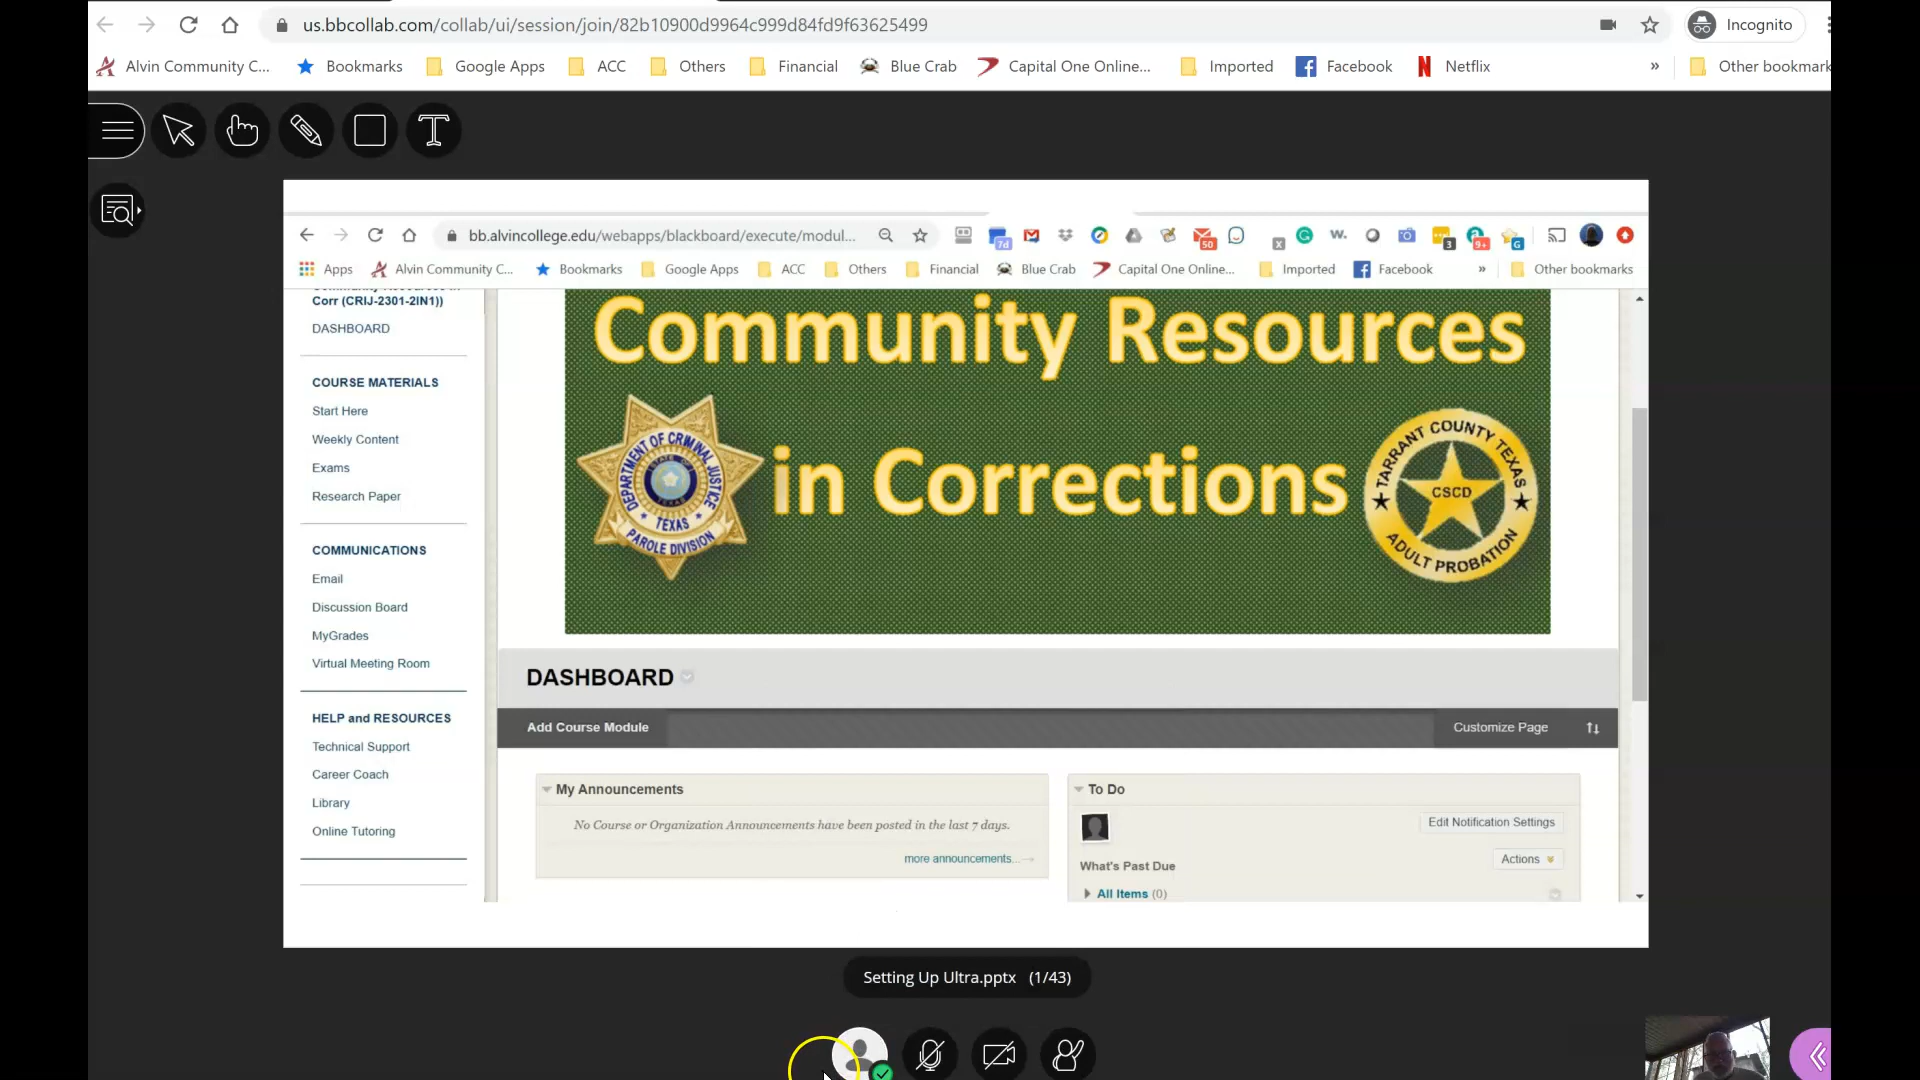 us.bbcollab.com/collab/ui/session/join/82b10900d9964c999d84fd9f63625499
Incognito
Alvin Community C... Bookmarks Google Apps ACC Others Financial Blue Crab Capital One Online... Imported Facebook Netflix » Other bookmark
T
bb.alvincollege.edu/webapps/blackboard/execute/modul...
7d 50 X W. 3 9+ G
Apps Alvin Community C... Bookmarks Google Apps ACC Others Financial Blue Crab Capital One Online... Imported Facebook » Other bookmarks
Corr (CRIJ-2301-2IN1))
DASHBOARD
COURSE MATERIALS
Start Here
Weekly Content
Exams
Research Paper
COMMUNICATIONS
Email
Discussion Board
MyGrades
Virtual Meeting Room
HELP and RESOURCES
Technical Support
Career Coach
Library
Online Tutoring
Community Resources
in Corrections
DEPARTMENT OF CRIMINAL JUSTICE
TEXAS
PAROLE DIVISION
TARRANT COUNTY TEXAS
CSCD
ADULT PROBATION
DASHBOARD
Add Course Module
Customize Page
My Announcements
No Course or Organization Announcements have been posted in the last 7 days.
more announcements...
To Do
Edit Notification Settings
Actions
What's Past Due
All Items (0)
Setting Up Ultra.pptx (1/43)